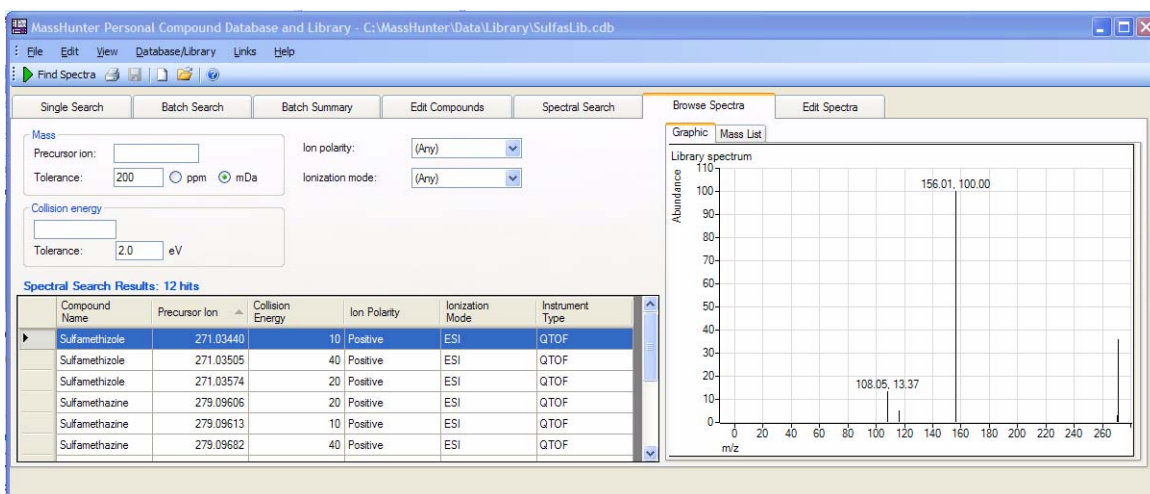 MassHunter Personal Compound Database and Library - C:\MassHunter\Data\Library\SulfasLib.cdb
File Edit View Database/Library Links Help
Find Spectra
Single Search Batch Search Batch Summary Edit Compounds Spectral Search Browse Spectra Edit Spectra
Mass
Precursor ion:
Tolerance: 200 ppm mDa
Ion polarity: (Any)
Ionization mode: (Any)
Collision energy
Tolerance: 2.0 eV
Spectral Search Results: 12 hits
Compound Name Precursor Ion Collision Energy Ion Polarity Ionization Mode Instrument Type
Sulfamethizole 271.03440 10 Positive ESI QTOF
Sulfamethizole 271.03505 40 Positive ESI QTOF
Sulfamethizole 271.03574 20 Positive ESI QTOF
Sulfamethazine 279.09606 20 Positive ESI QTOF
Sulfamethazine 279.09613 10 Positive ESI QTOF
Sulfamethazine 279.09682 40 Positive ESI QTOF
Graphic Mass List
Library spectrum
Abundance
110
100
90
80
70
60
50
40
30
20
10
0
156.01, 100.00
108.05, 13.37
0 20 40 60 80 100 120 140 160 180 200 220 240 260
m/z